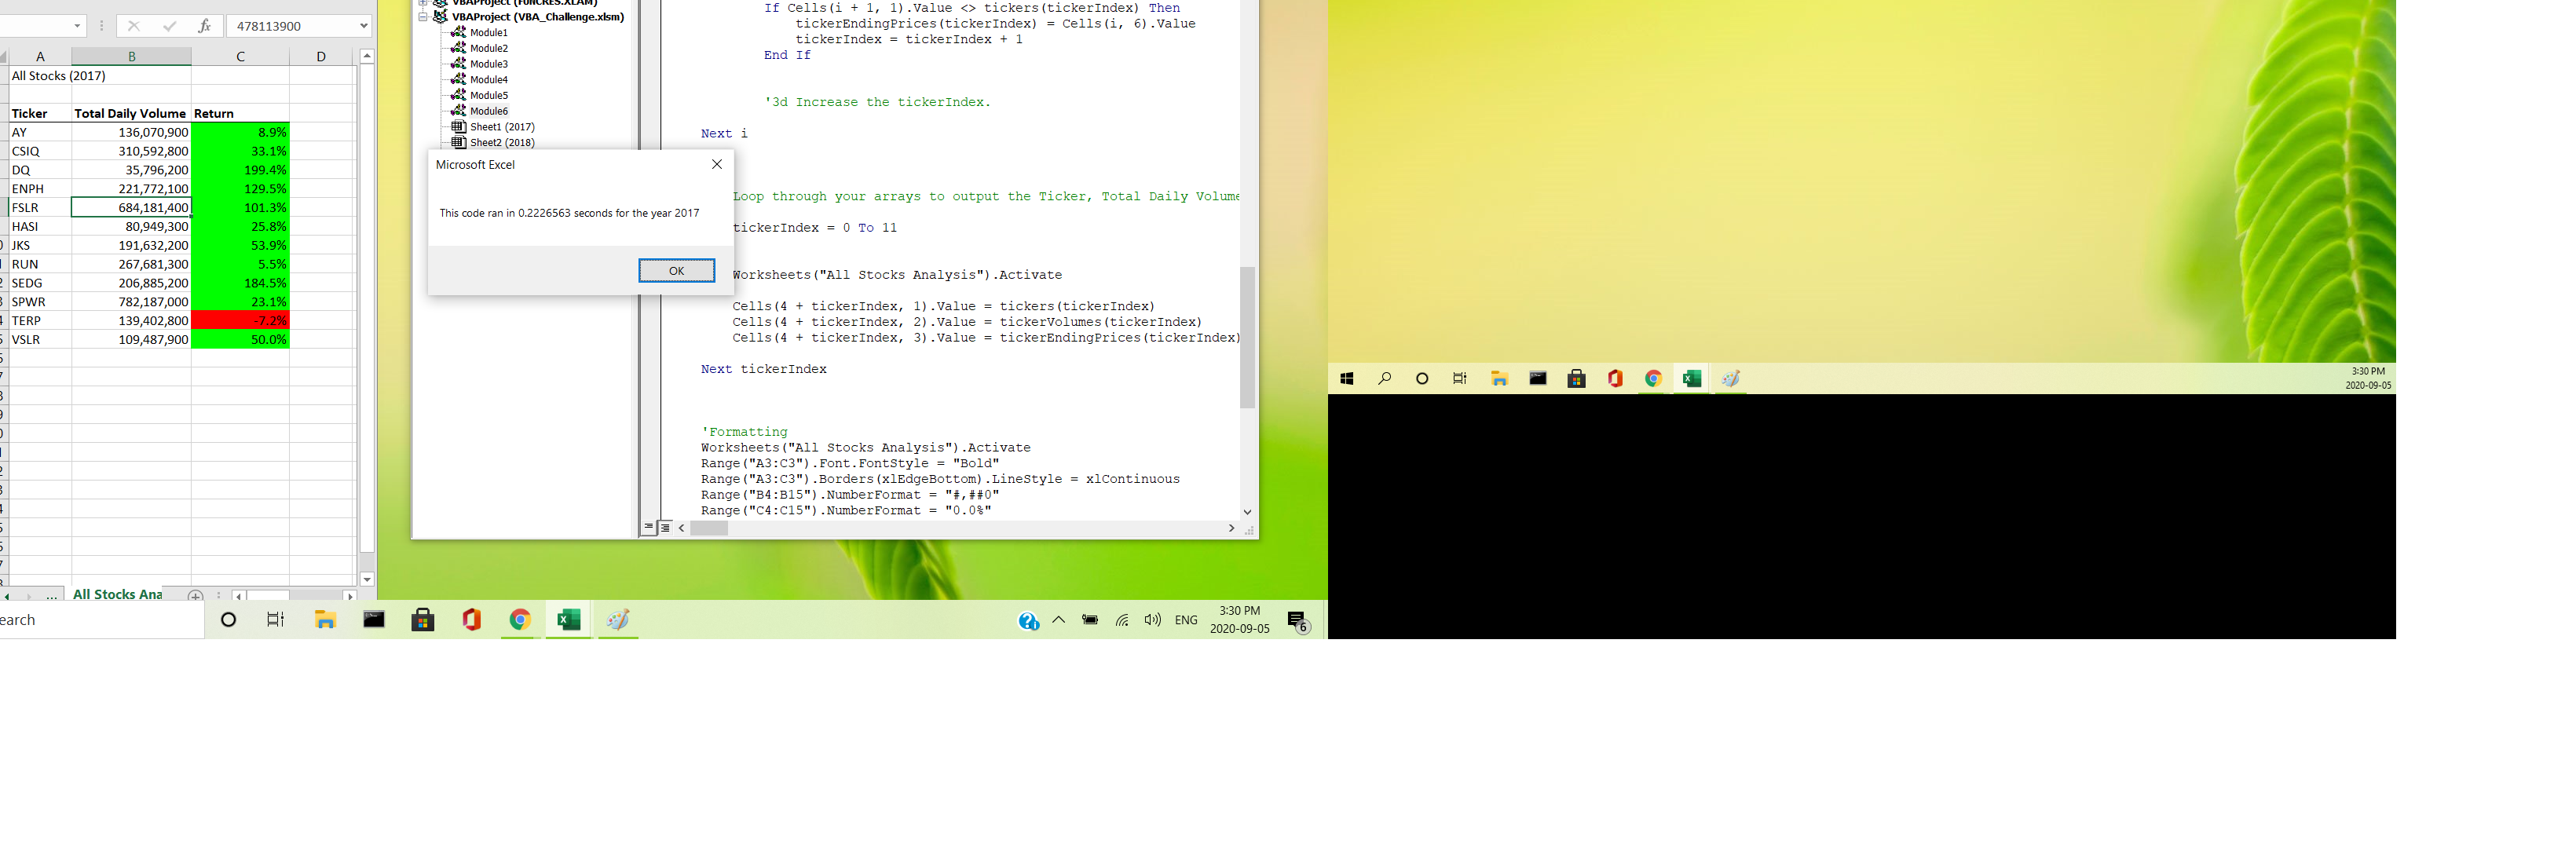 478113900
A B C D
All Stocks (2017)
Ticker Total Daily Volume Return
AY 136,070,900 8.9%
CSIQ 310,592,800 33.1%
DQ 35,796,200 199.4%
ENPH 221,772,100 129.5%
FSLR 684,181,400 101.3%
HASI 80,949,300 25.8%
JKS 191,632,200 53.9%
RUN 267,681,300 5.5%
SEDG 206,885,200 184.5%
SPWR 782,187,000 23.1%
TERP 139,402,800 -7.2%
VSLR 109,487,900 50.0%
... All Stocks Ana
VBAProject (FUNCRES.XLAM)
VBAProject (VBA_Challenge.xlsm)
Module1
Module2
Module3
Module4
Module5
Module6
Sheet1 (2017)
Sheet2 (2018)
Microsoft Excel
This code ran in 0.2226563 seconds for the year 2017
OK
If Cells(i + 1, 1).Value <> tickers(tickerIndex) Then
tickerEndingPrices(tickerIndex) = Cells(i, 6).Value
tickerIndex = tickerIndex + 1
End If
'3d Increase the tickerIndex.
Next i
Loop through your arrays to output the Ticker, Total Daily Volume
tickerIndex = 0 To 11
Worksheets("All Stocks Analysis").Activate
Cells(4 + tickerIndex, 1).Value = tickers(tickerIndex)
Cells(4 + tickerIndex, 2).Value = tickerVolumes(tickerIndex)
Cells(4 + tickerIndex, 3).Value = tickerEndingPrices(tickerIndex)
Next tickerIndex
'Formatting
Worksheets("All Stocks Analysis").Activate
Range("A3:C3").Font.FontStyle = "Bold"
Range("A3:C3").Borders(xlEdgeBottom).LineStyle = xlContinuous
Range("B4:B15").NumberFormat = "#,##0"
Range("C4:C15").NumberFormat = "0.0%"
earch
ENG
3:30 PM
2020-09-05
6
3:30 PM
2020-09-05